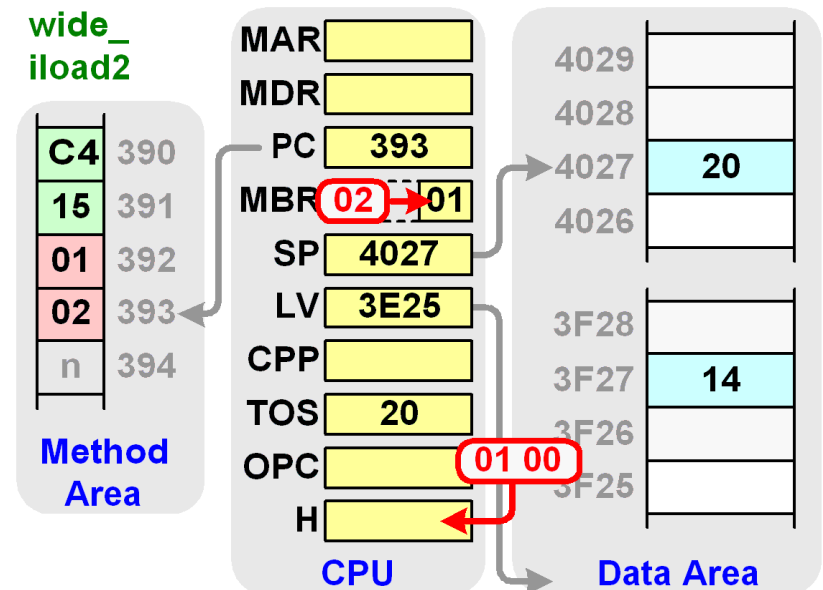 wide_
iload2
C4 390
15 391
01 392
02 393
n 394
Method
Area
MAR
MDR
PC 393
MBR 02 01
SP 4027
LV 3E25
CPP
TOS 20
OPC 01 00
H
CPU
4029
4028
4027 20
4026
3F28
3F27 14
3F26
3F25
Data Area